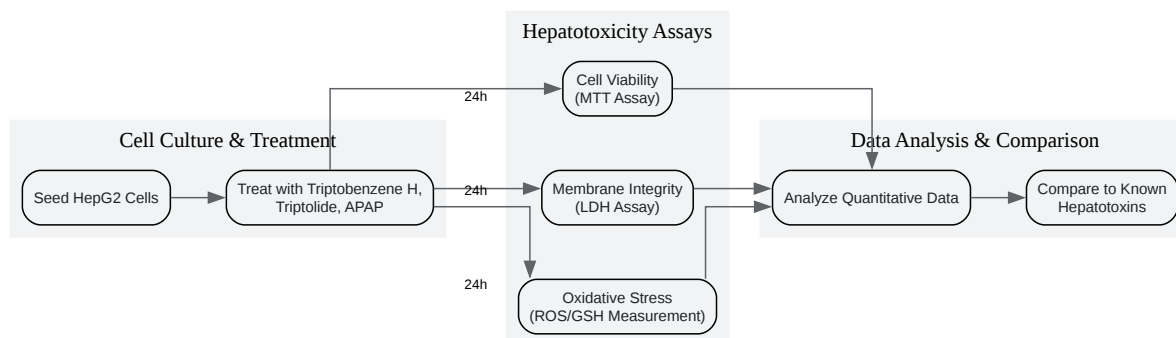 Hepatotoxicity Assays
Cell Viability
(MTT Assay)
24h
Cell Culture & Treatment
Data Analysis & Comparison
Seed HepG2 Cells
Treat with Triptobenzene H,
Triptolide, APAP
24h
Membrane Integrity
(LDH Assay)
Analyze Quantitative Data
Compare to Known
Hepatotoxins
24h
Oxidative Stress
(ROS/GSH Measurement)